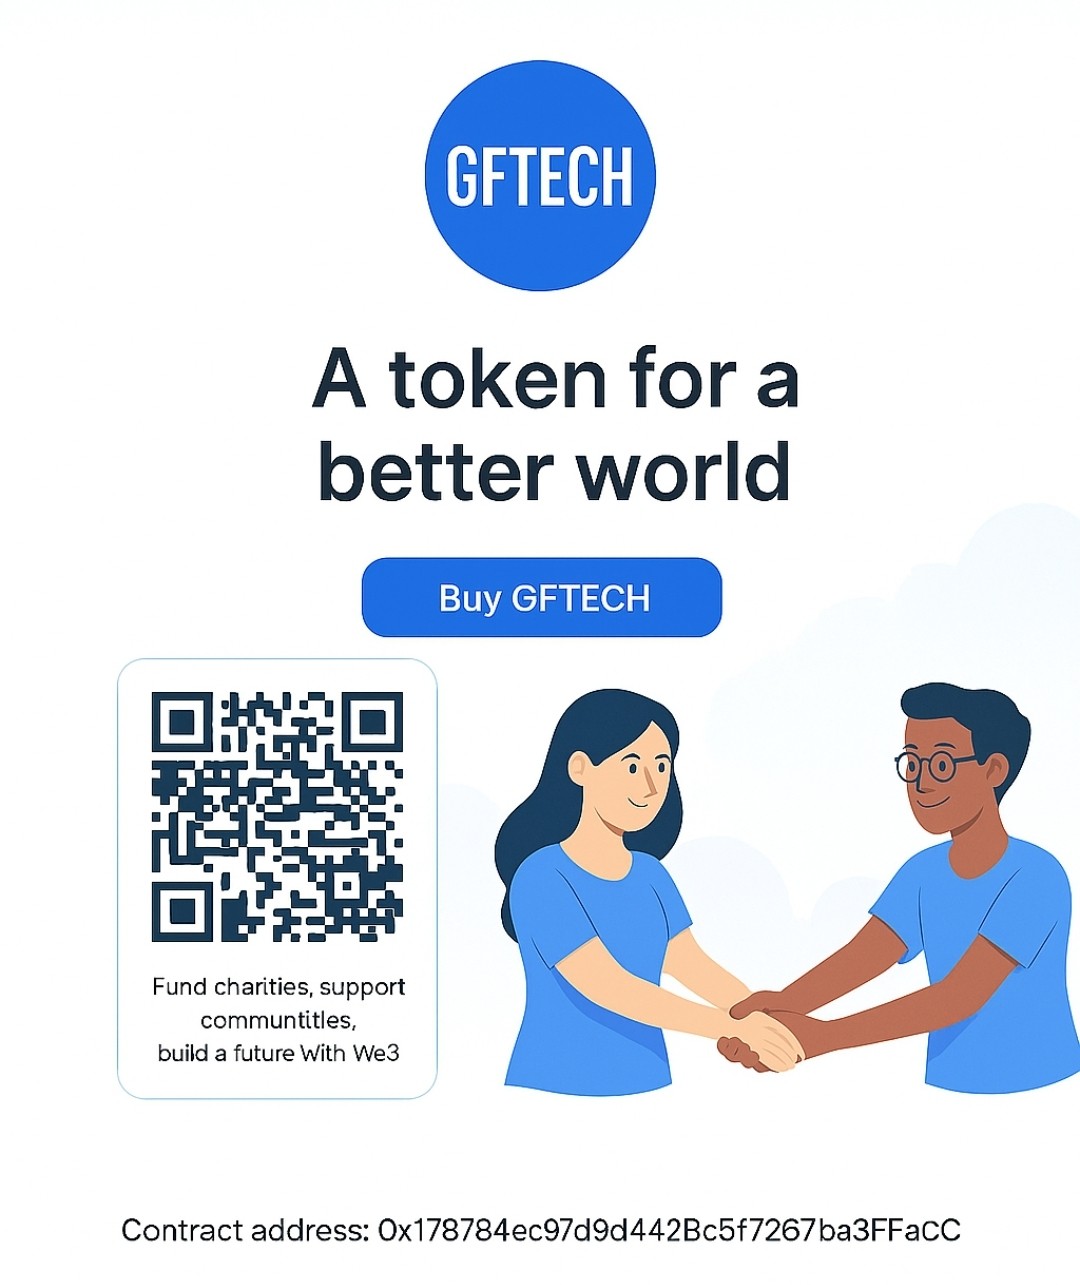 GFTECH
A token for a
better world
Buy GFTECH
Fund charities, support
communtitles,
build a future With We3
Contract address: 0x178784ec97d9d442Bc5f7267ba3FFaCC